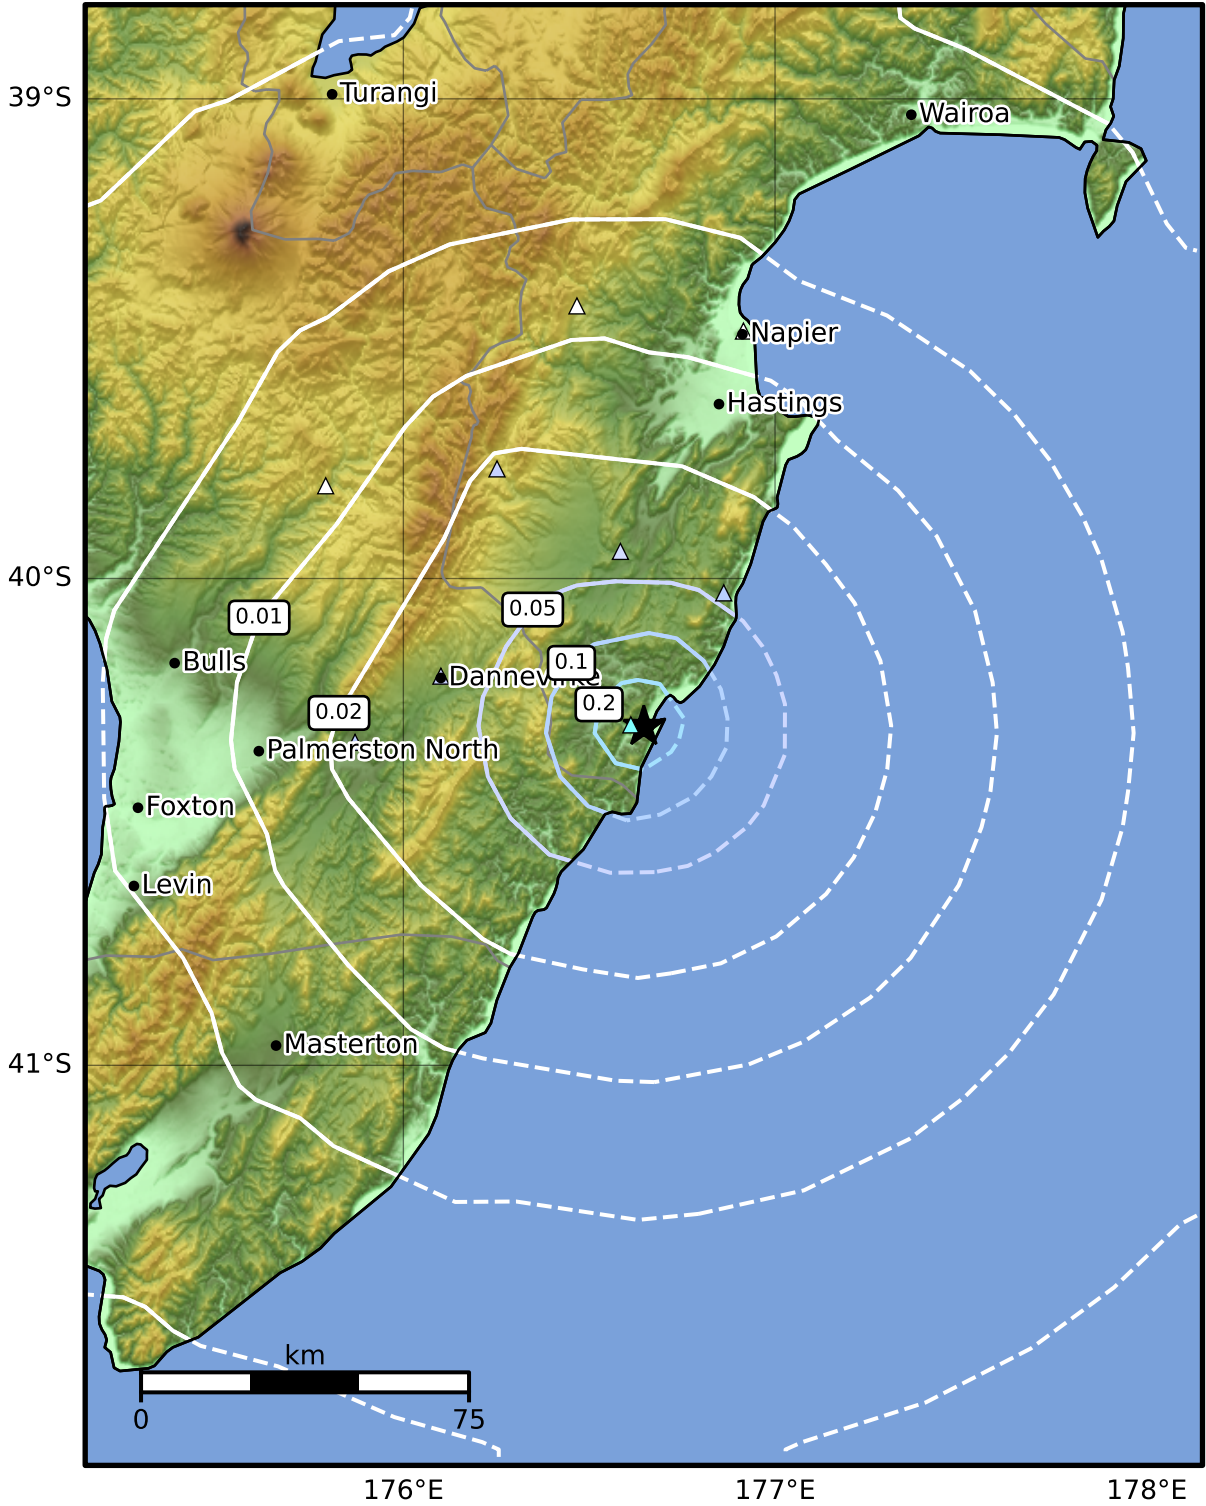 Turangi
39°S
Wairoa
Napier
Hastings
40°S
0.05
0.01
Bulls
0.1
Dannevirke
0.2
0.02
Palmerston North
Foxton
Levin
Masterton
41°S
km
0
75
176°E
177°E
178°E